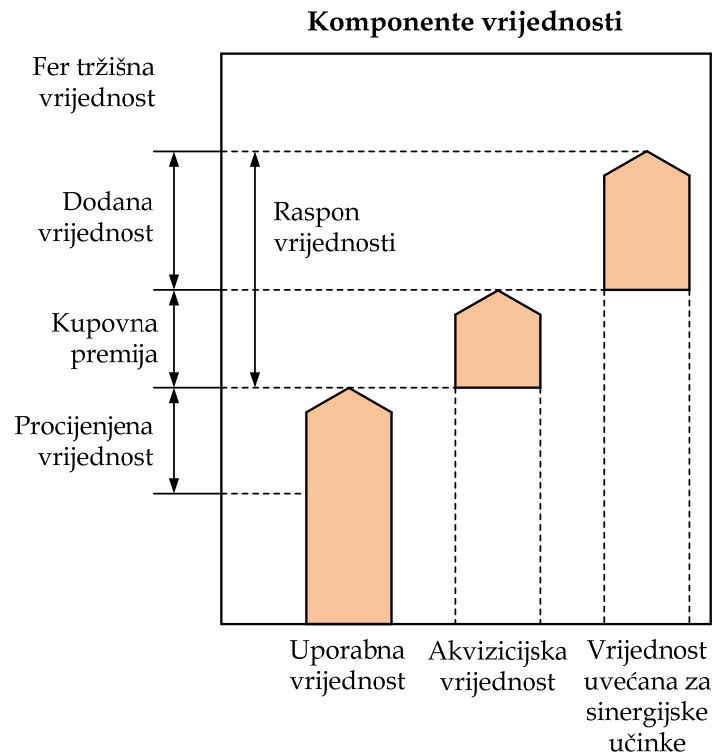 Komponente vrijednosti
Fer tržišna
vrijednost
Dodana
vrijednost
Raspon
vrijednosti
Kupovna
premija
Procijenjena
vrijednost
Uporabna
vrijednost
Akvizicijska
vrijednost
Vrijednost
uvećana za
sinergijske
učinke